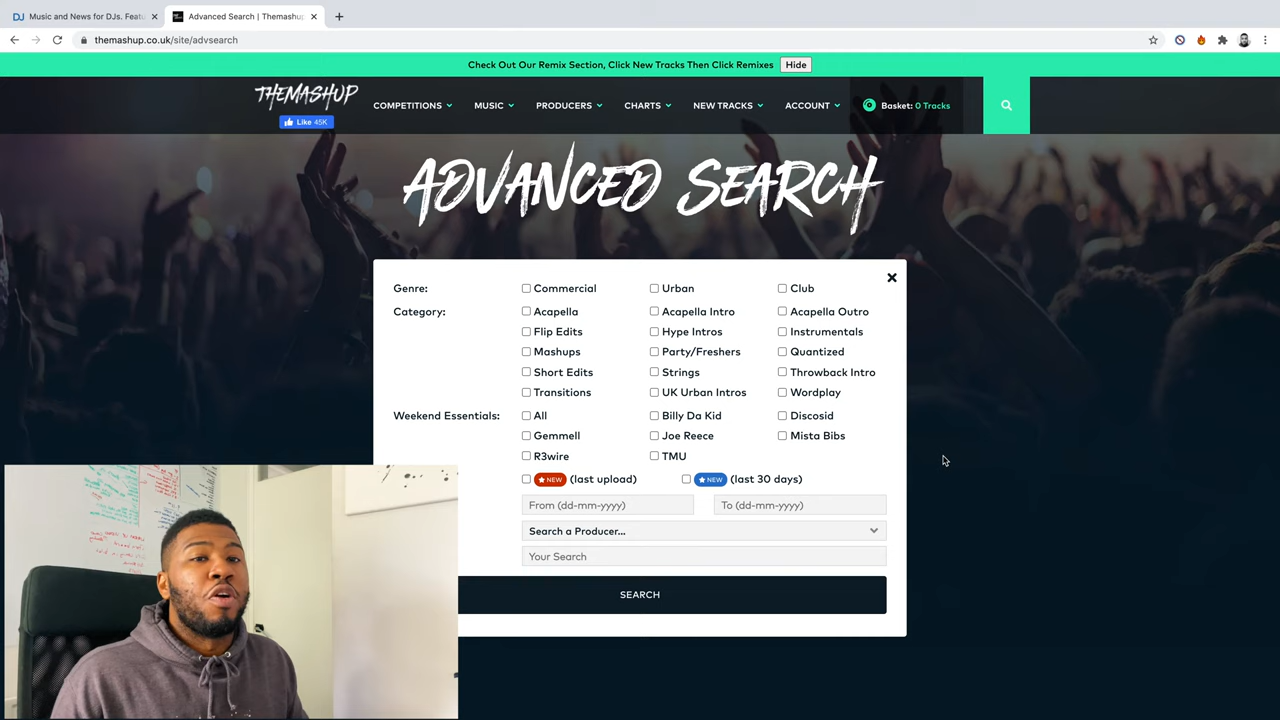 DJ Music and News for DJs. Featu
Advanced Search | Themashup
themashup.co.uk/site/advsearch
Check Out Our Remix Section, Click New Tracks Then Click Remixes Hide
THEMASHUP COMPETITIONS MUSIC PRODUCERS CHARTS NEW TRACKS ACCOUNT Basket: 0 Tracks
Like 45K
ADVANCED SEARCH
Genre: Commercial Urban Club
Category: Acapella Acapella Intro Acapella Outro
Flip Edits Hype Intros Instrumentals
Mashups Party/Freshers Quantized
Short Edits Strings Throwback Intro
Transitions UK Urban Intros Wordplay
Weekend Essentials: All Billy Da Kid Discosid
Gemmell Joe Reece Mista Bibs
R3wire TMU
NEW (last upload) NEW (last 30 days)
From (dd-mm-yyyy) To (dd-mm-yyyy)
Search a Producer...
Your Search
SEARCH